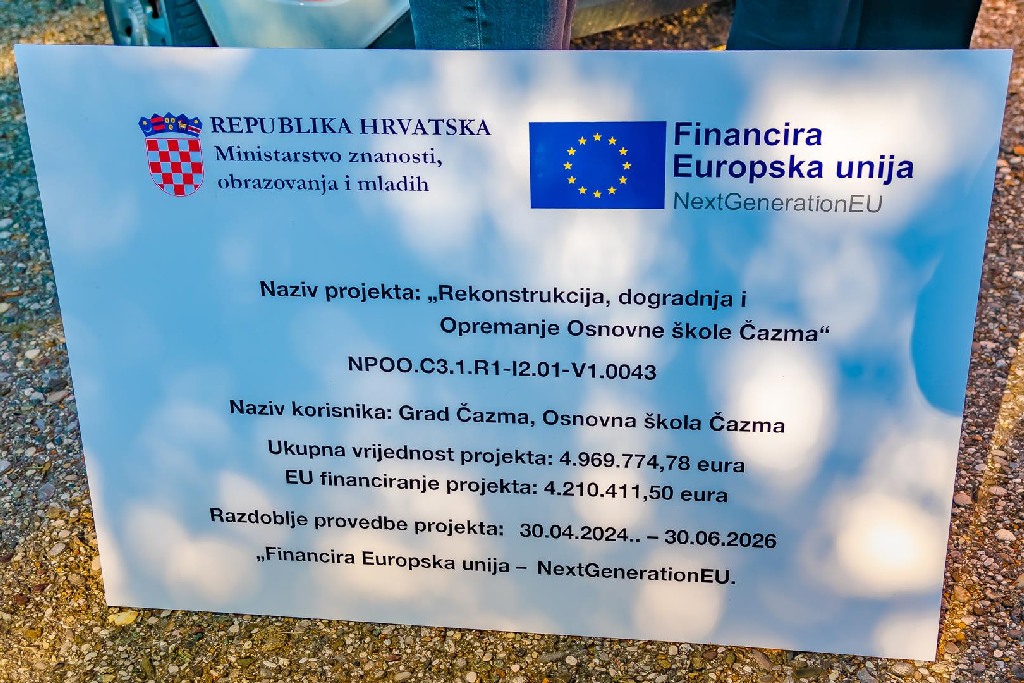 REPUBLIKA HRVATSKA
Ministarstvo znanosti,
obrazovanja i mladih
Financira
Europska unija
NextGenerationEU
Naziv projekta: „Rekonstrukcija, dogradnja i
Opremanje Osnovne škole Čazma“
NPOO.C3.1.R1-I2.01-V1.0043
Naziv korisnika: Grad Čazma, Osnovna škola Čazma
Ukupna vrijednost projekta: 4.969.774,78 eura
EU financiranje projekta: 4.210.411,50 eura
Razdoblje provedbe projekta: 30.04.2024.. – 30.06.2026
„Financira Europska unija – NextGenerationEU.